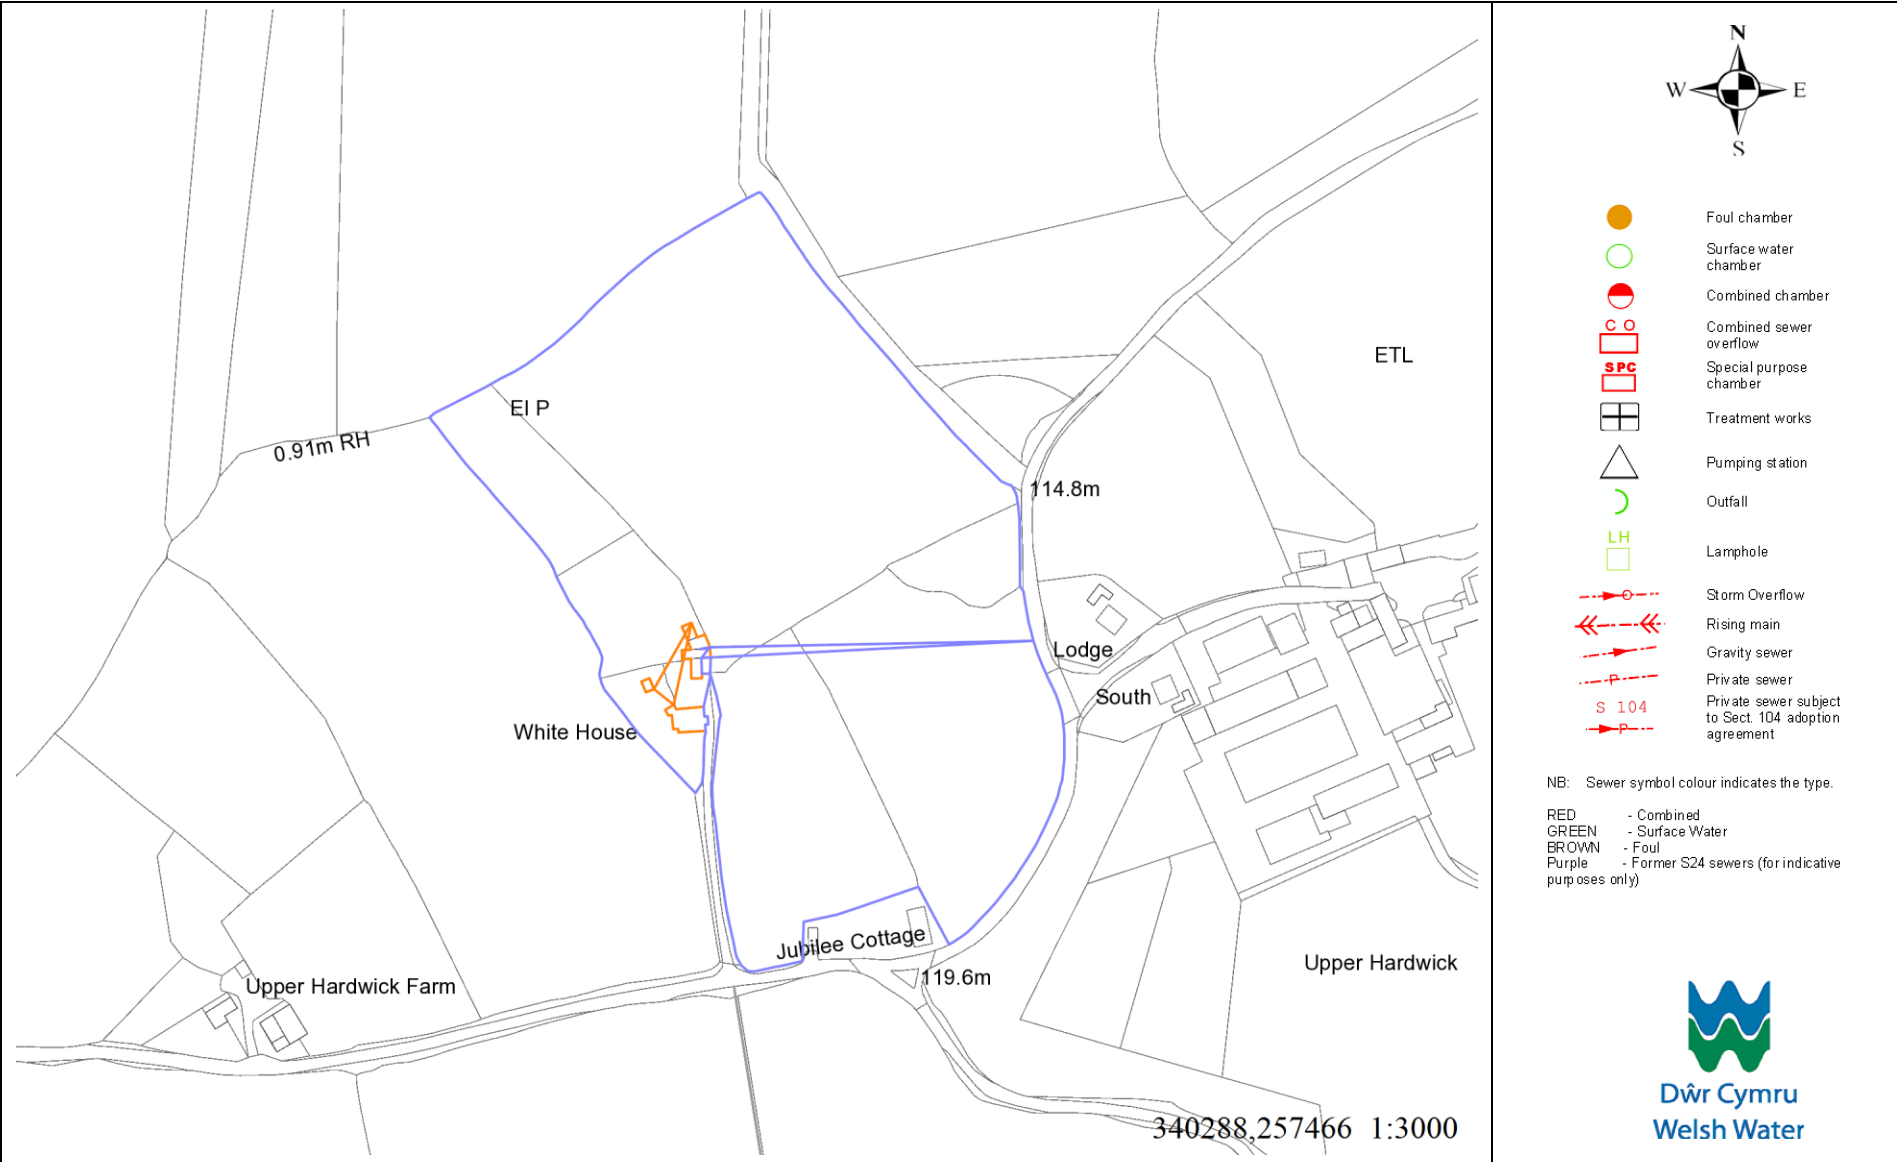 El P
0.91m RH
ETL
114.8m
Lodge
South
White House
Jubilee Cottage
119.6m
Upper Hardwick Farm
Upper Hardwick
340288,257466 1:3000
N
W E
S
Foul chamber
Surface water
chamber
Combined chamber
C O
Combined sewer
overflow
SPC
Special purpose
chamber
Treatment works
Pumping station
Outfall
LH
Lamphole
Storm Overflow
Rising main
Gravity sewer
P
Private sewer
S 104
P
Private sewer subject
to Sect. 104 adoption
agreement
NB: Sewer symbol colour indicates the type.
RED - Combined
GREEN - Surface Water
BROWN - Foul
Purple - Former S24 sewers (for indicative
purposes only)
Dŵr Cymru
Welsh Water